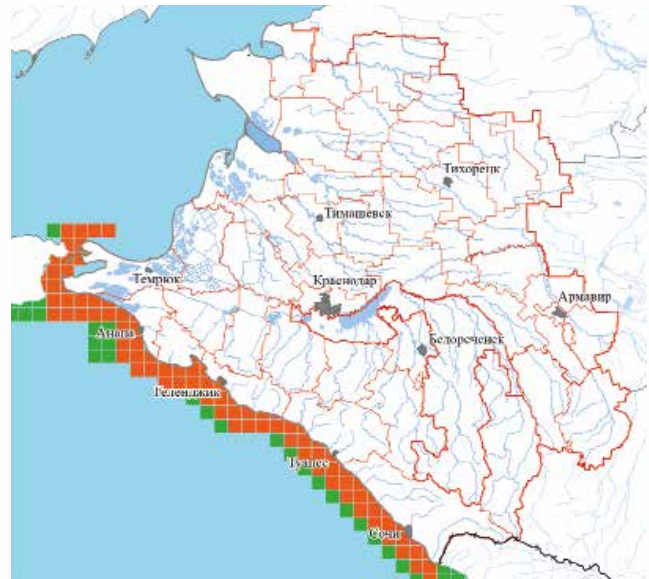 Тихорецк
Тимашевск
Темрюк
Краснодар
Армавир
Анапа
Белореченск
Геленджик
Туапсе
Сочи